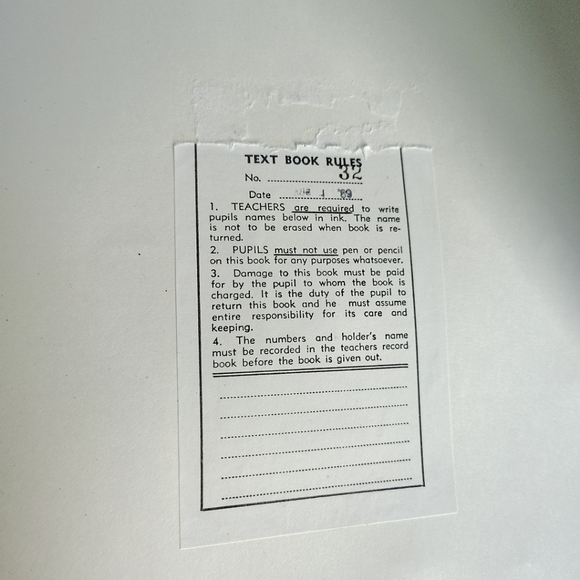 TEXT BOOK RULES
No. 32
Date 1 '89
1. TEACHERS are required to write
pupils names below in ink. The name
is not to be erased when book is re-
turned.
2. PUPILS must not use pen or pencil
on this book for any purposes whatsoever.
3. Damage to this book must be paid
for by the pupil to whom the book is
charged. It is the duty of the pupil to
return this book and he must assume
entire responsibility for its care and
keeping.
4. The numbers and holder's name
must be recorded in the teachers record
book before the book is given out.